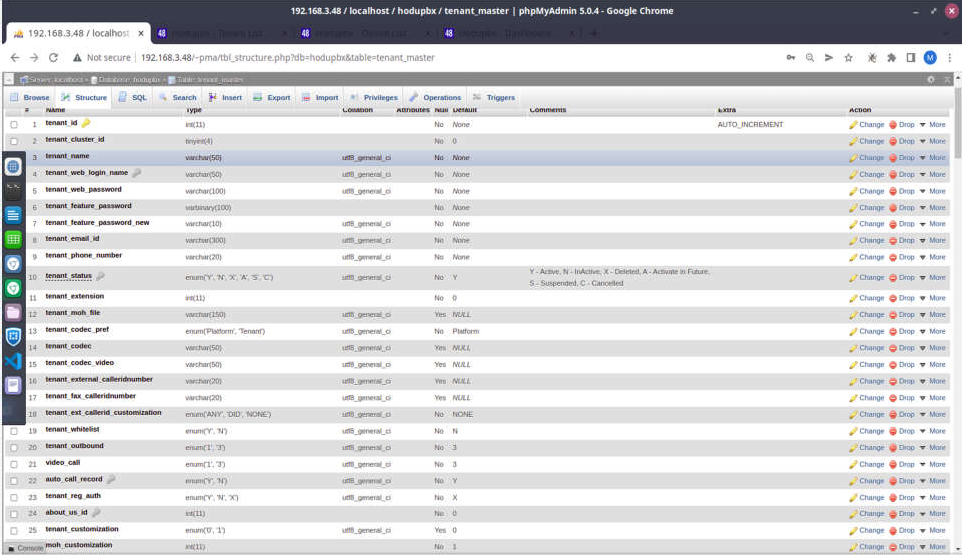 192.168.3.48 / localhost / hodupbx / tenant_master | phpMyAdmin 5.0.4 - Google Chrome
192.168.3.48 / localhost
Hodupbx - Tenant List
Hodupbx - Tenant List
Hodupbx - Dashboard
Not secure | 192.168.3.48/~pma/tbl_structure.php?db=hodupbx&table=tenant_master
M
Server: localhost » Database: hodupbx » Table: tenant_master
Browse Structure SQL Search Insert Export Import Privileges Operations Triggers
# Name Type Collation Attributes Null Default Comments Extra Action
1 tenant_id int(11) No None AUTO_INCREMENT Change Drop More
2 tenant_cluster_id tinyint(4) No 0 Change Drop More
3 tenant_name varchar(50) utf8_general_ci No None Change Drop More
4 tenant_web_login_name varchar(50) utf8_general_ci No None Change Drop More
5 tenant_web_password varchar(100) utf8_general_ci No None Change Drop More
6 tenant_feature_password varbinary(100) No None Change Drop More
7 tenant_feature_password_new varchar(10) utf8_general_ci No None Change Drop More
8 tenant_email_id varchar(300) utf8_general_ci No None Change Drop More
9 tenant_phone_number varchar(20) utf8_general_ci No None Change Drop More
10 tenant_status enum('Y', 'N', 'X', 'A', 'S', 'C') utf8_general_ci No Y Y - Active, N - InActive, X - Deleted, A - Activate in Future, Change Drop More
S - Suspended, C - Cancelled
11 tenant_extension int(11) No 0 Change Drop More
12 tenant_moh_file varchar(150) utf8_general_ci Yes NULL Change Drop More
13 tenant_codec_pref enum('Platform', 'Tenant') utf8_general_ci No Platform Change Drop More
14 tenant_codec varchar(50) utf8_general_ci Yes NULL Change Drop More
15 tenant_codec_video varchar(50) utf8_general_ci Yes NULL Change Drop More
16 tenant_external_calleridnumber varchar(20) utf8_general_ci Yes NULL Change Drop More
17 tenant_fax_calleridnumber varchar(20) utf8_general_ci Yes NULL Change Drop More
18 tenant_ext_callerid_customization enum('ANY', 'DID', 'NONE') utf8_general_ci No NONE Change Drop More
19 tenant_whitelist enum('Y', 'N') utf8_general_ci No N Change Drop More
20 tenant_outbound enum('1', '3') utf8_general_ci No 3 Change Drop More
21 video_call enum('1', '3') utf8_general_ci No 3 Change Drop More
22 auto_call_record enum('Y', 'N') utf8_general_ci No Y Change Drop More
23 tenant_reg_auth enum('Y', 'N', 'X') utf8_general_ci No X Change Drop More
24 about_us_id int(11) No 0 Change Drop More
25 tenant_customization enum('0', '1') utf8_general_ci Yes 0 Change Drop More
Console moh_customization int(11) No 1 Change Drop More